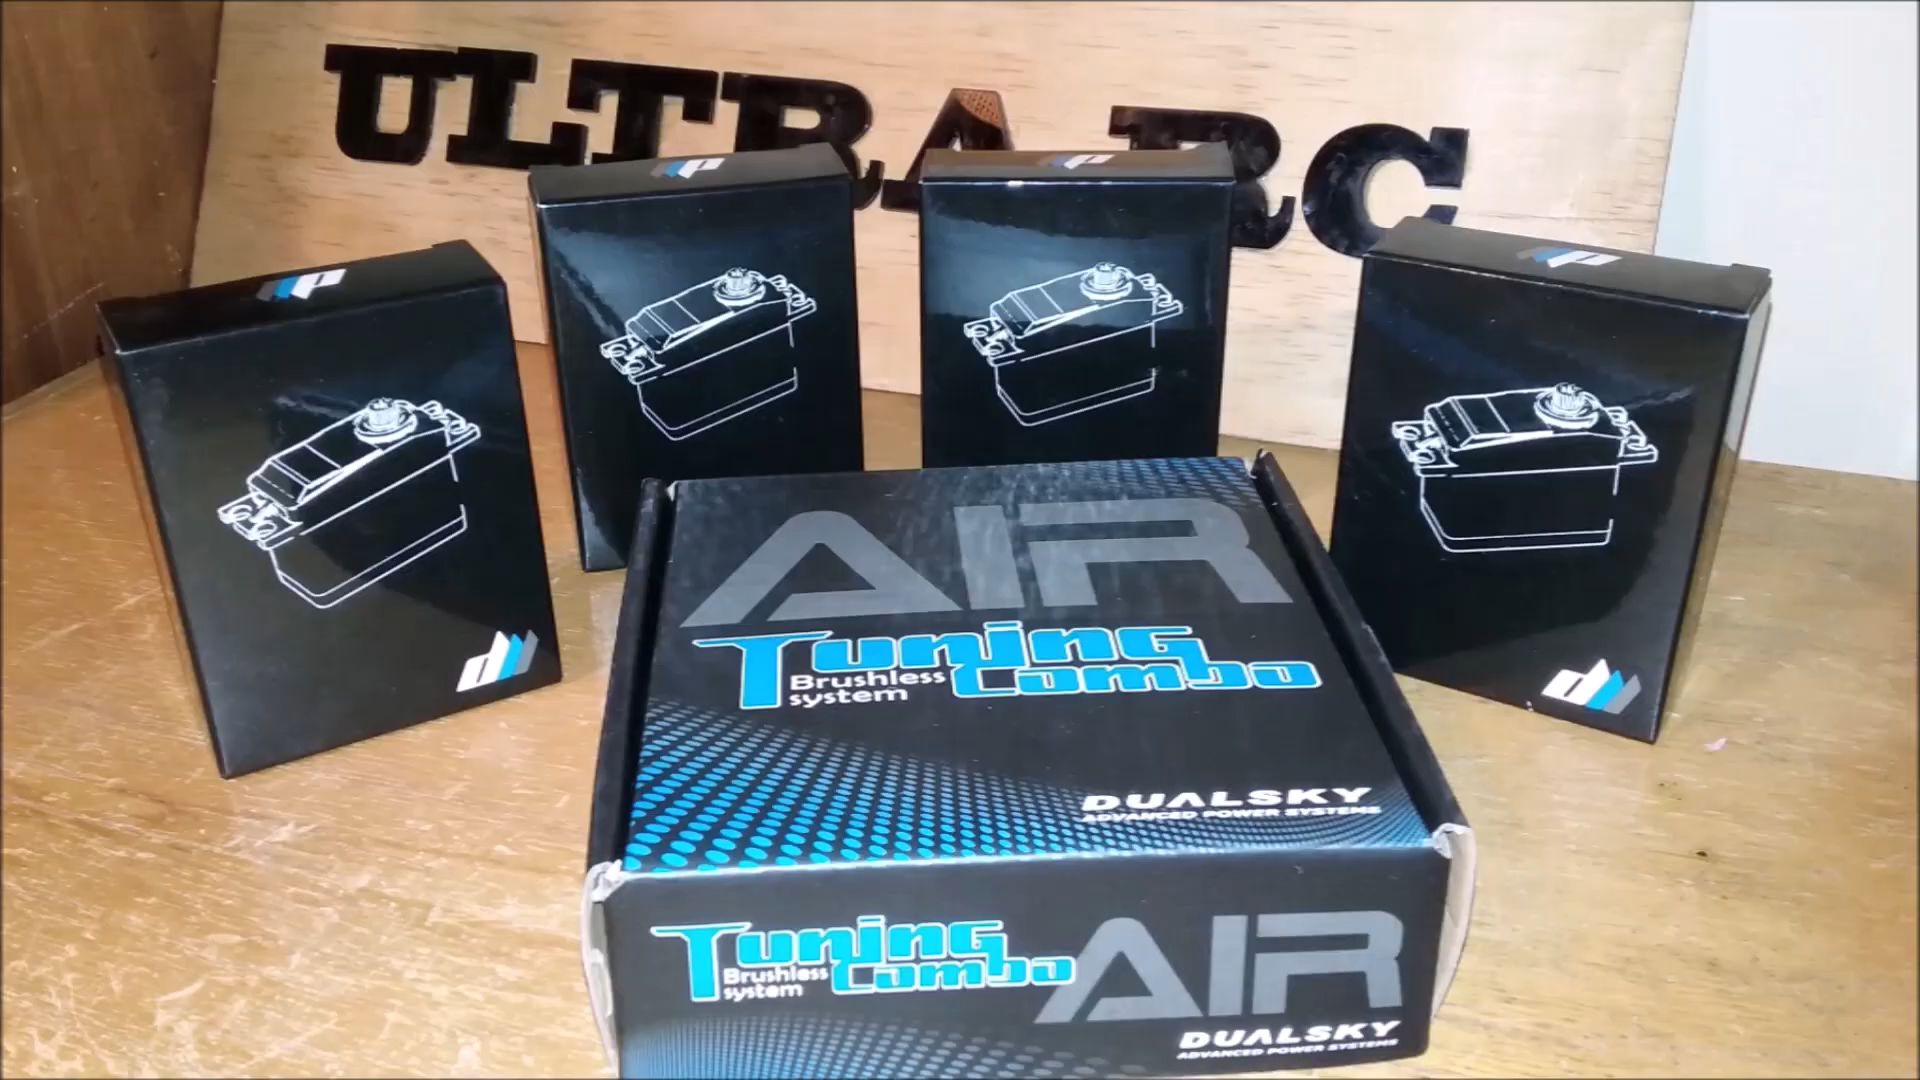 ULTRA RC
AIR
Tuning
Combo
Brushless
system
DUALSKY
ADVANCED POWER SYSTEMS
Tuning
Combo
Brushless
system
AIR
DUALSKY
ADVANCED POWER SYSTEMS